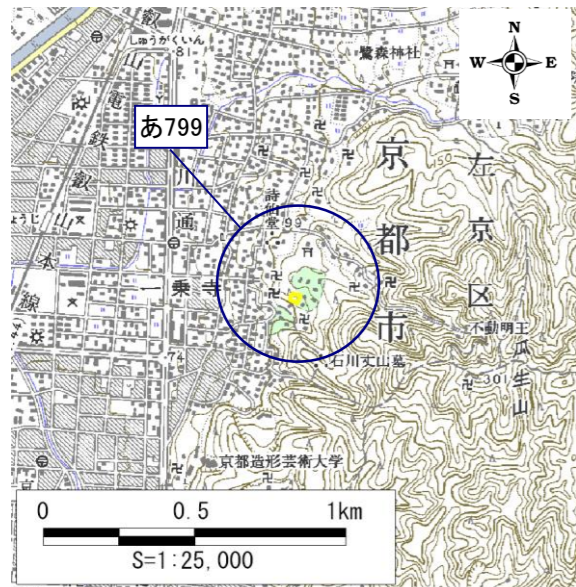 しゅうがくいん
81
鷺森神社
N
W E
S
あ799
叡山電鉄叡山本線
川
通
詩仙堂
99
150
京都市
左京区
一乗寺
不動明王
瓜生山
301
74
石川丈山墓
京都造形芸術大学
0 0.5 1km
S=1:25,000